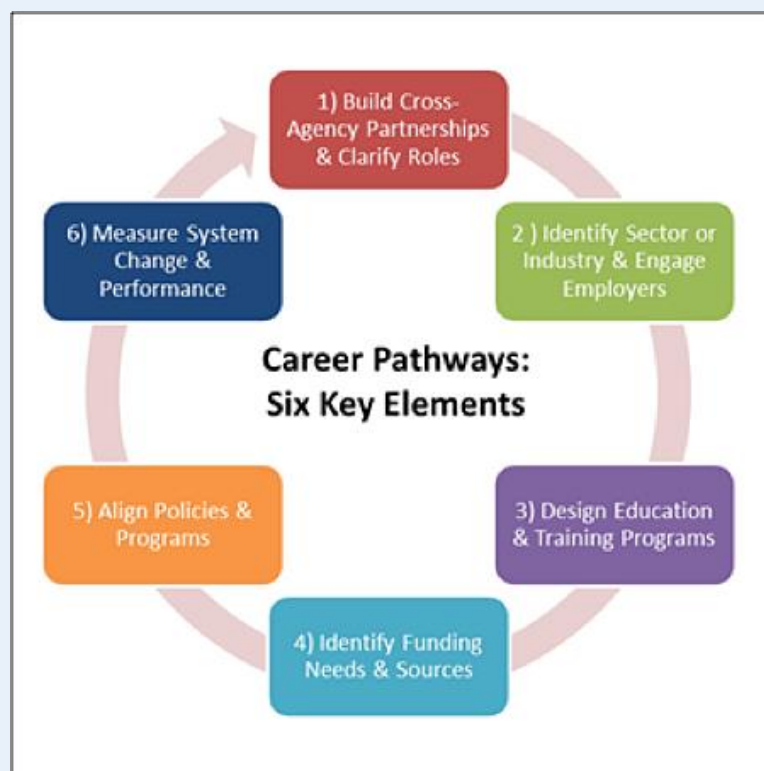 1) Build Cross-
Agency Partnerships
& Clarify Roles
2 ) Identify Sector or
Industry & Engage
Employers
3) Design Education
& Training Programs
4) Identify Funding
Needs & Sources
5) Align Policies &
Programs
6) Measure System
Change &
Performance
Career Pathways:
Six Key Elements